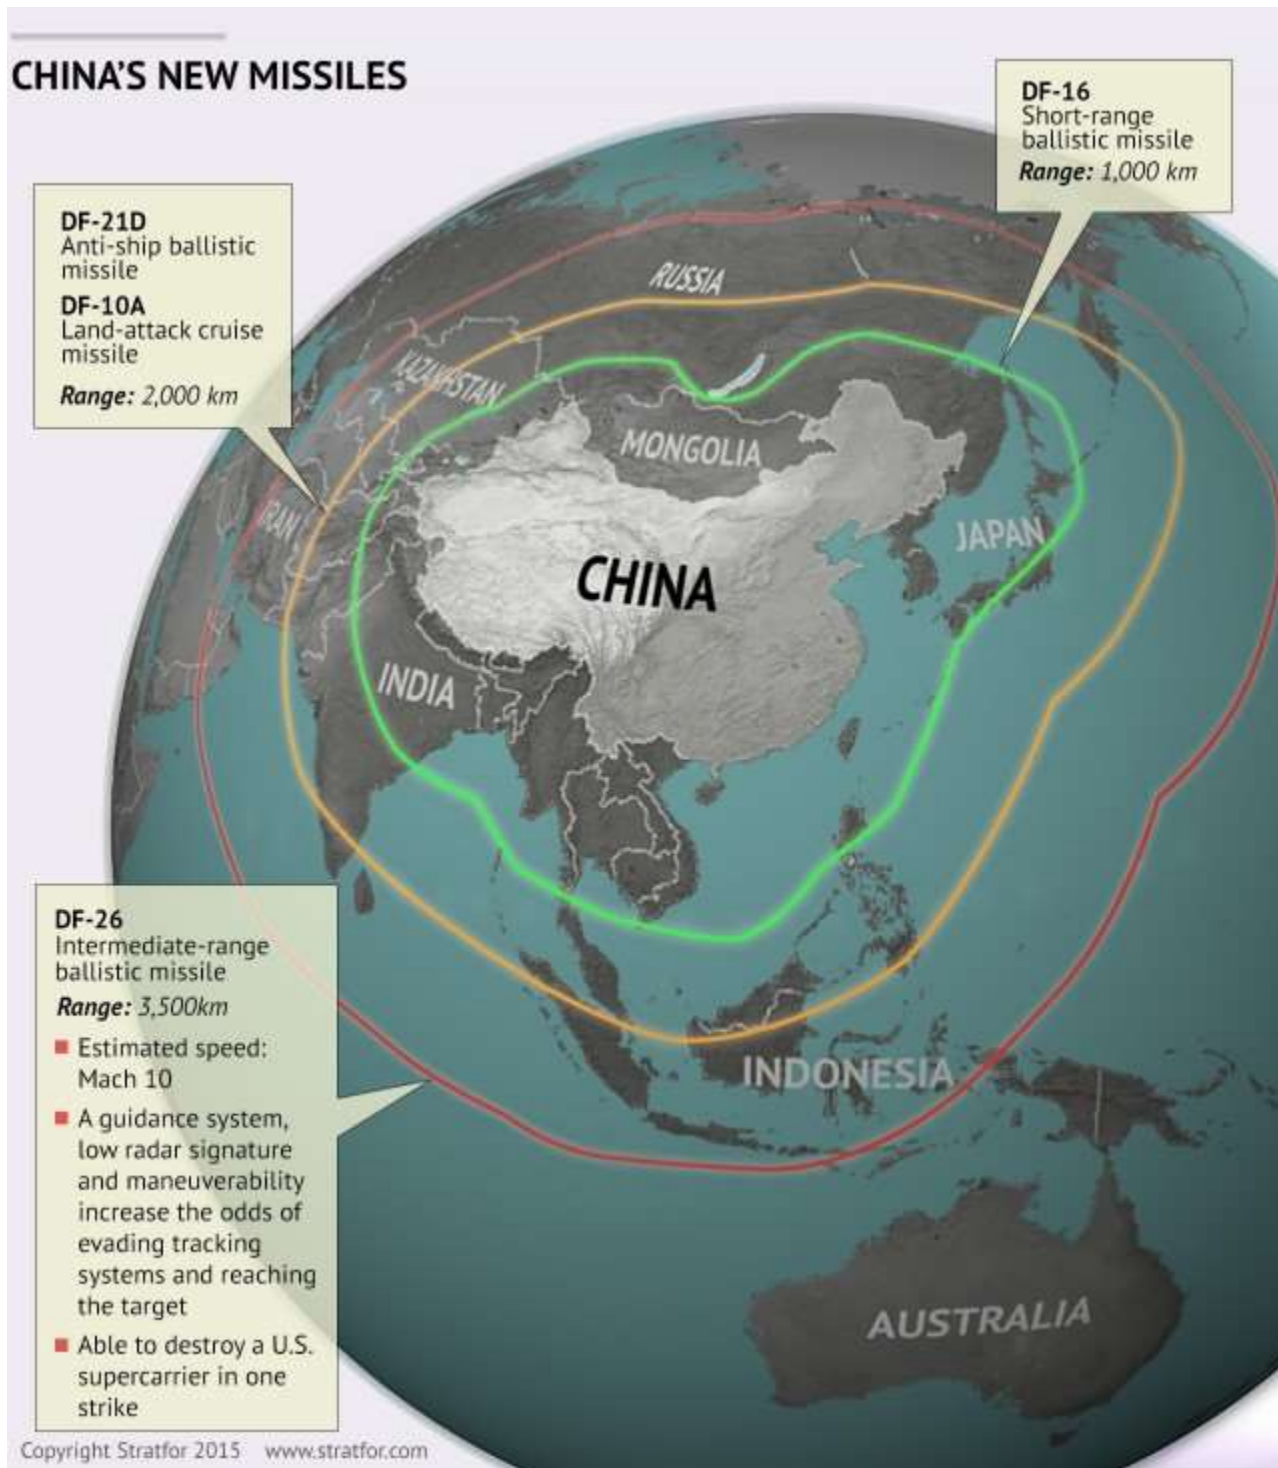 CHINA'S NEW MISSILES
DF-16
Short-range
ballistic missile
Range: 1,000 km
DF-21D
Anti-ship ballistic
missile
DF-10A
Land-attack cruise
missile
Range: 2,000 km
RUSSIA
KAZAKHSTAN
MONGOLIA
IRAN
JAPAN
CHINA
INDIA
DF-26
Intermediate-range
ballistic missile
Range: 3,500km
Estimated speed:
Mach 10
A guidance system,
low radar signature
and maneuverability
increase the odds of
evading tracking
systems and reaching
the target
Able to destroy a U.S.
supercarrier in one
strike
INDONESIA
AUSTRALIA
Copyright Stratfor 2015 www.stratfor.com